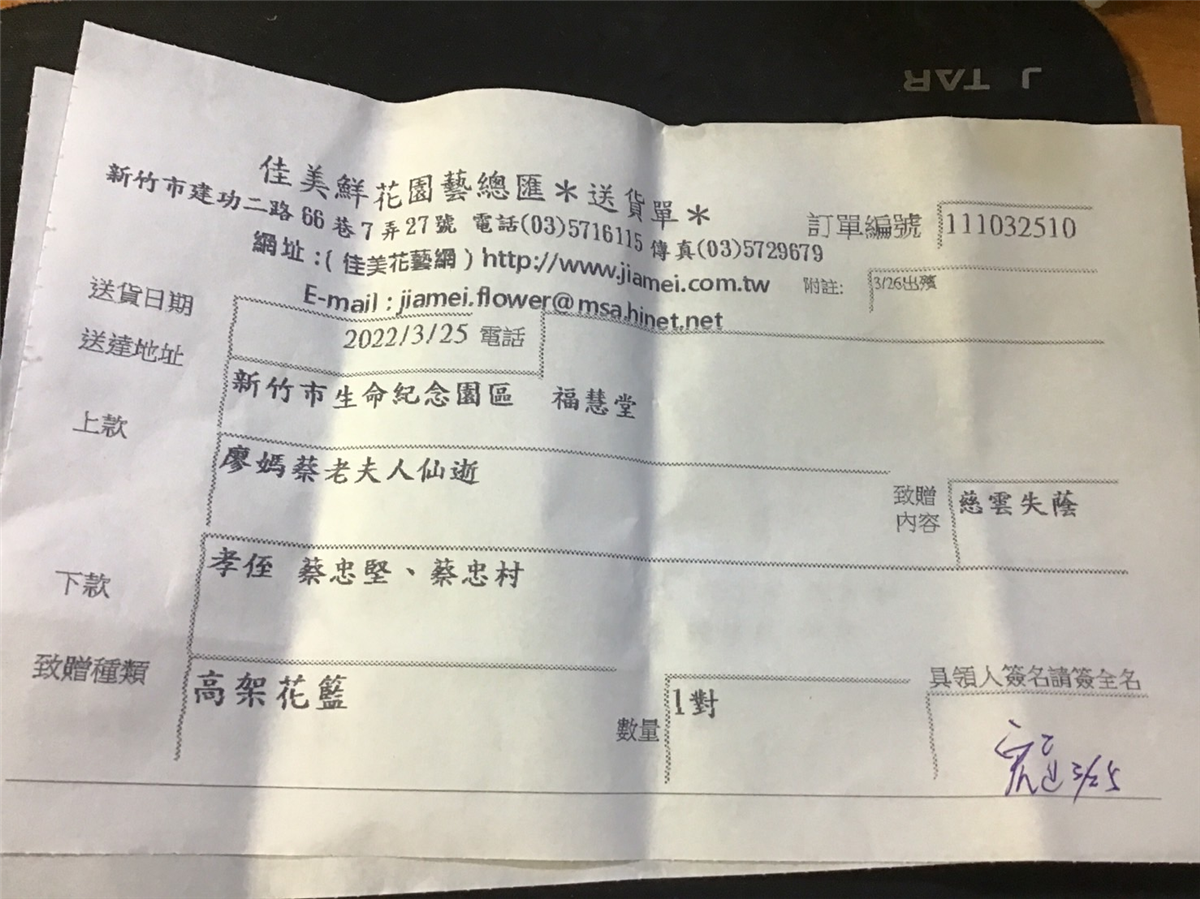 J TAR
佳美鮮花園藝總匯＊送貨單＊
新竹市建功二路66巷7弄27號 電話(03)5716115 傳真(03)5729679
訂單編號 111032510
網址：(佳美花藝網) http://www.jiamei.com.tw
附註: 3/26出殯
E-mail：jiamei.flower@msa.hinet.net
送貨日期 2022/3/25 電話
送達地址 新竹市生命紀念園區 福慧堂
上款 廖媽蔡老夫人仙逝
致贈內容 慈雲失蔭
下款 孝侄 蔡忠堅、蔡忠村
致贈種類 高架花籃
數量 1對
具領人簽名請簽全名
3/25